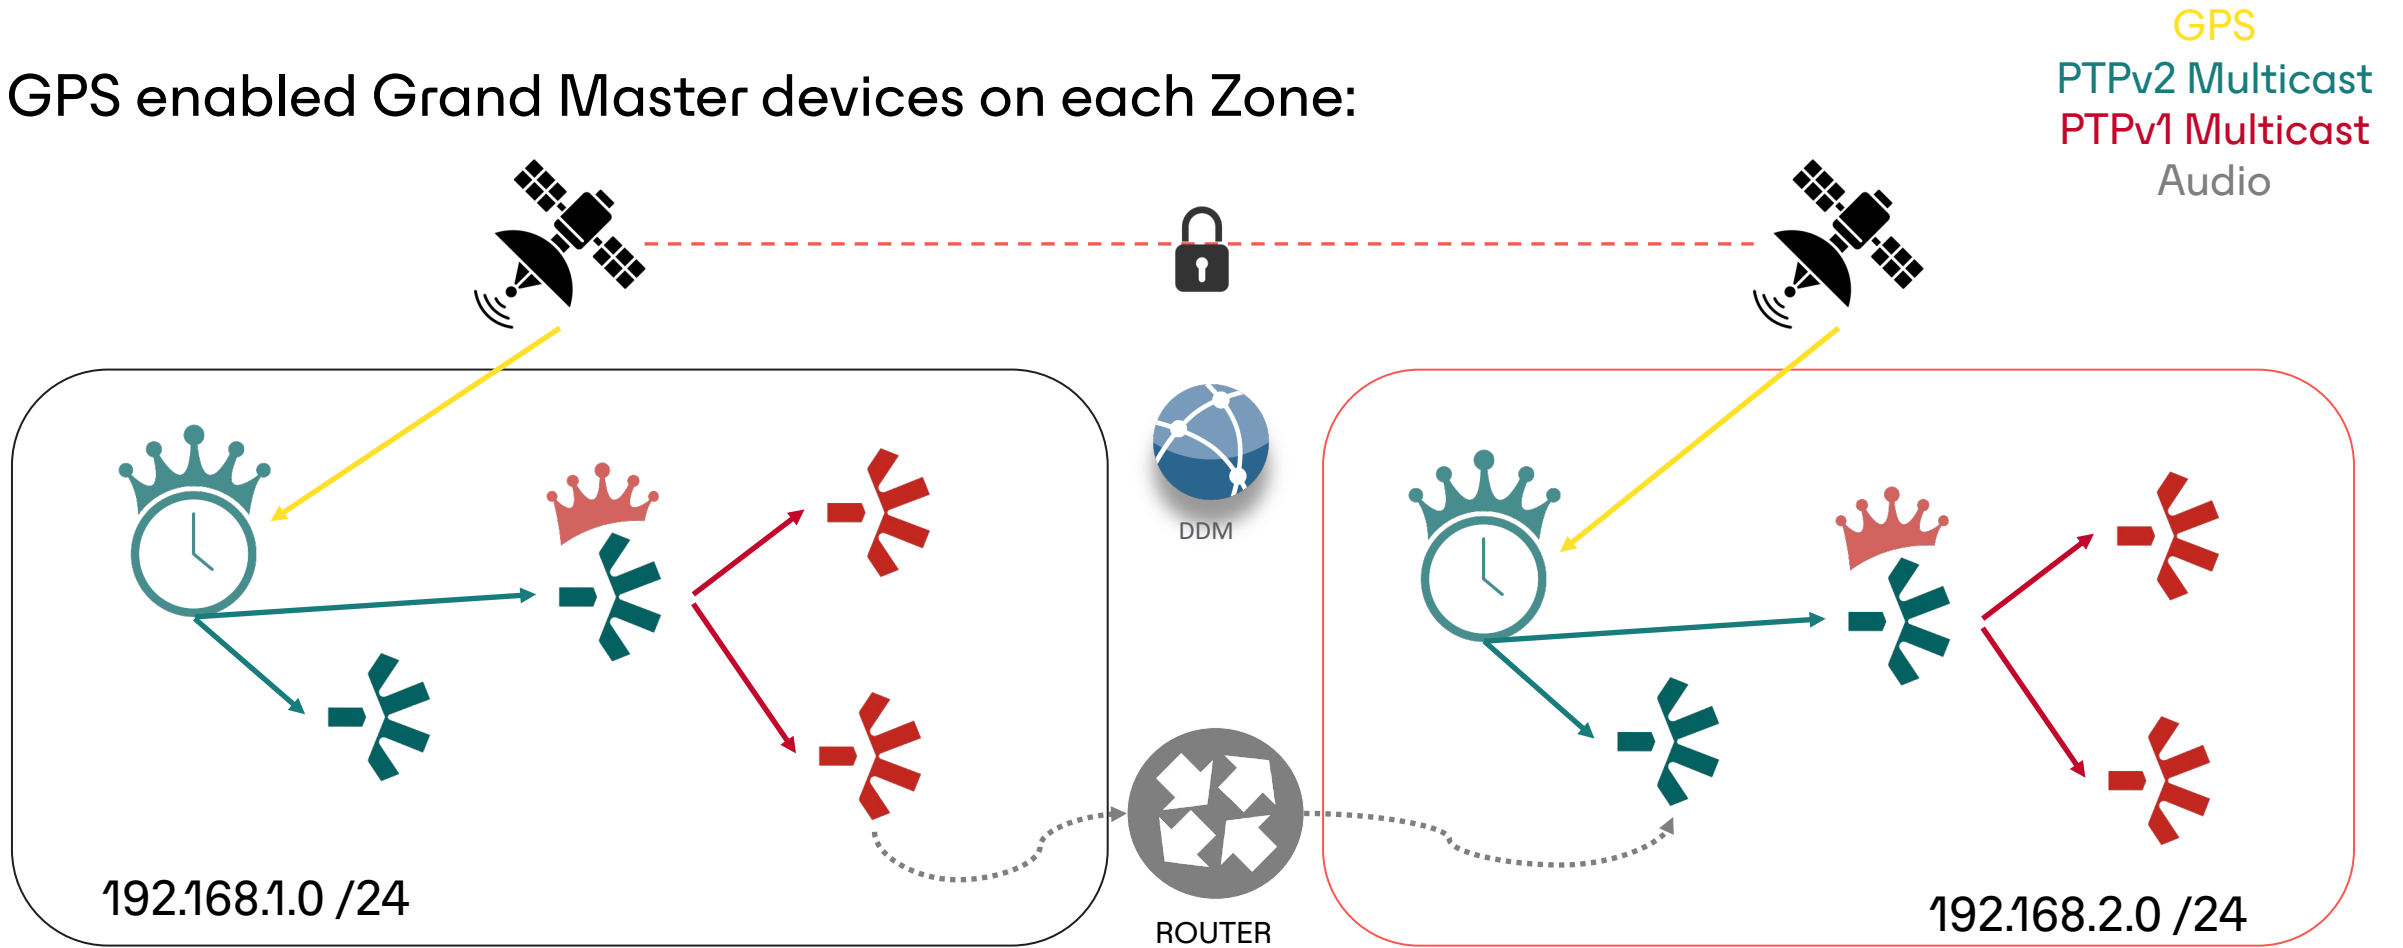 GPS
PTPv2 Multicast
PTPv1 Multicast
Audio
GPS enabled Grand Master devices on each Zone:
DDM
192.168.1.0 /24
192.168.2.0 /24
ROUTER